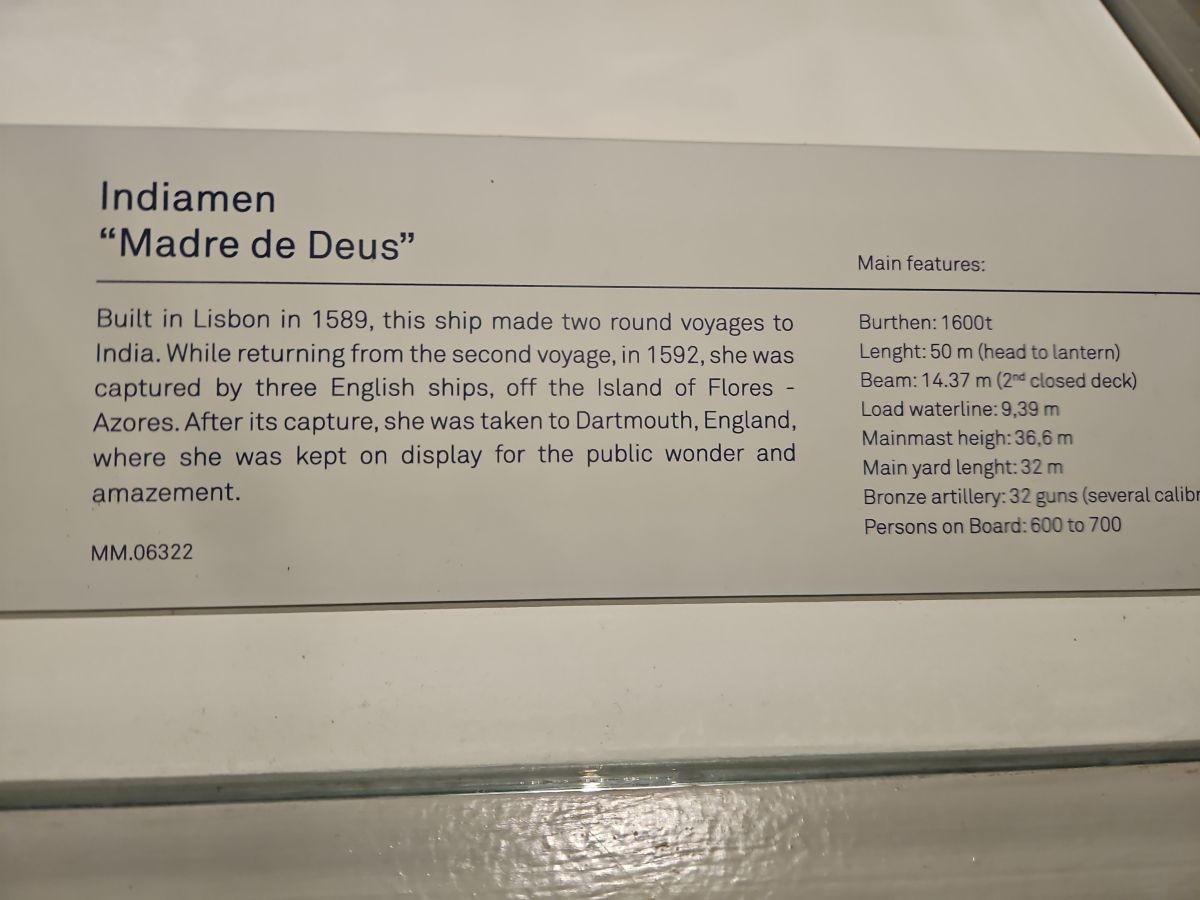 Indiamen
“Madre de Deus”
Built in Lisbon in 1589, this ship made two round voyages to
India. While returning from the second voyage, in 1592, she was
captured by three English ships, off the Island of Flores -
Azores. After its capture, she was taken to Dartmouth, England,
where she was kept on display for the public wonder and
amazement.
MM.06322
Main features:
Burthen: 1600t
Lenght: 50 m (head to lantern)
Beam: 14.37 m (2nd closed deck)
Load waterline: 9,39 m
Mainmast heigh: 36,6 m
Main yard lenght: 32 m
Bronze artillery: 32 guns (several
Persons on Board: 600 to 700